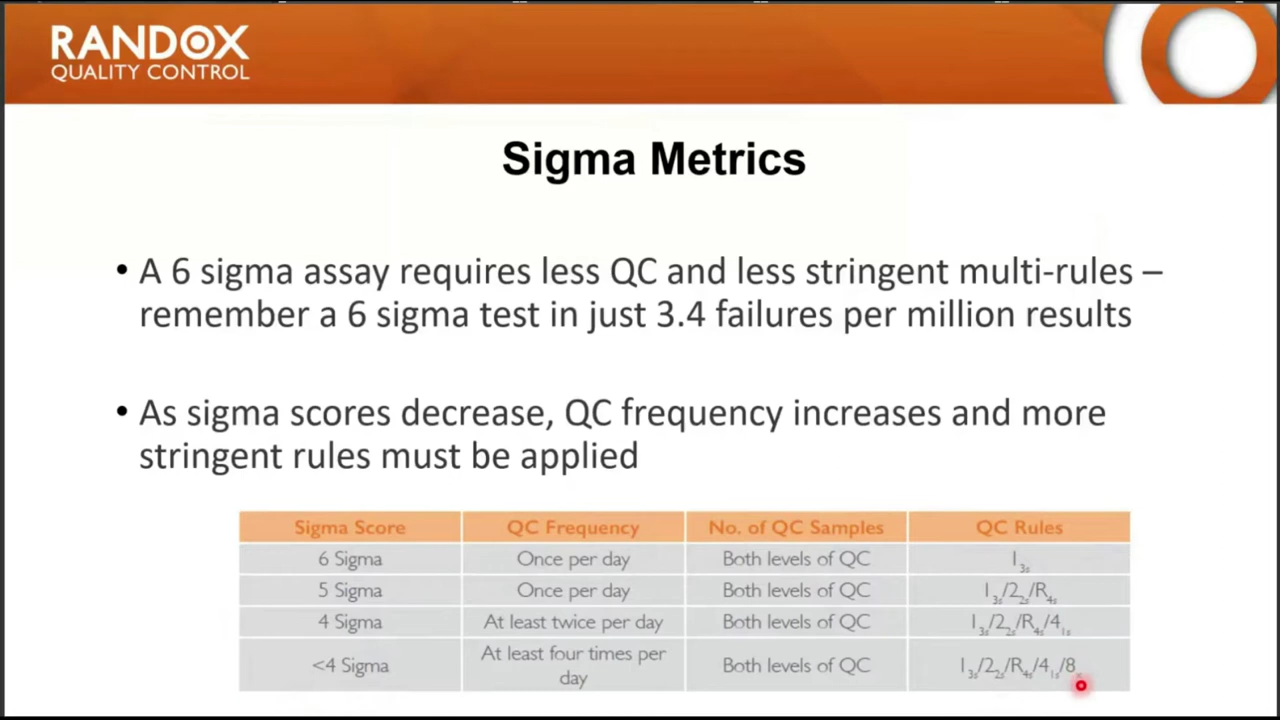 RANDOX
QUALITY CONTROL
Sigma Metrics
• A 6 sigma assay requires less QC and less stringent multi-rules –
remember a 6 sigma test in just 3.4 failures per million results
• As sigma scores decrease, QC frequency increases and more
stringent rules must be applied
Sigma Score QC Frequency No. of QC Samples QC Rules
6 Sigma Once per day Both levels of QC 1₃ₛ
5 Sigma Once per day Both levels of QC 1₃ₛ/2₂ₛ/R₄ₛ
4 Sigma At least twice per day Both levels of QC 1₃ₛ/2₂ₛ/R₄ₛ/4₁ₛ
<4 Sigma At least four times per day Both levels of QC 1₃ₛ/2₂ₛ/R₄ₛ/4₁ₛ/8